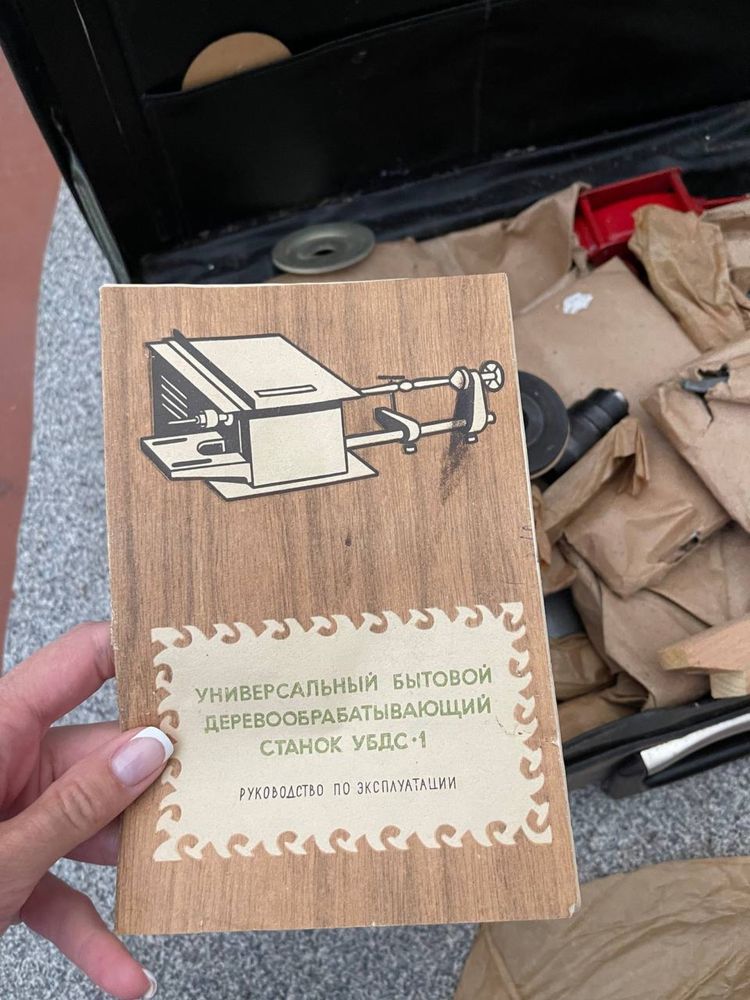 УНИВЕРСАЛЬНЫЙ БЫТОВОЙ
ДЕРЕВООБРАБАТЫВАЮЩИЙ
СТАНОК УБДС·1
РУКОВОДСТВО ПО ЭКСПЛУАТАЦИИ